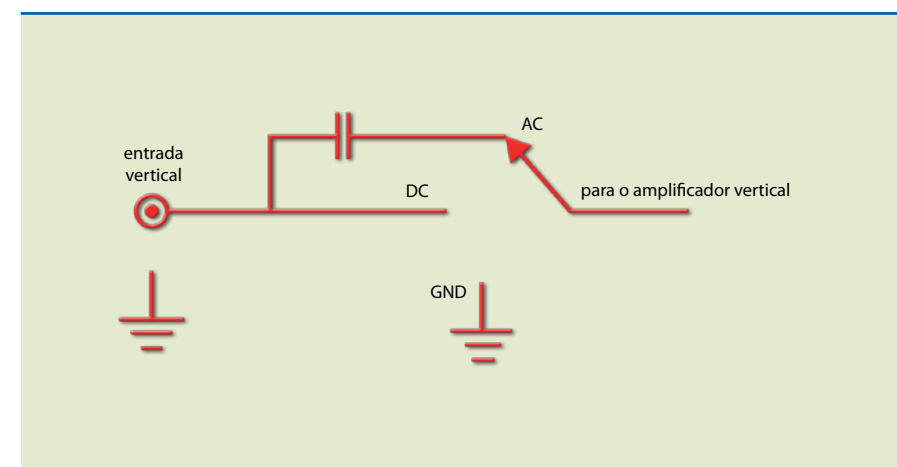 AC
entrada
vertical
DC
para o amplificador vertical
GND